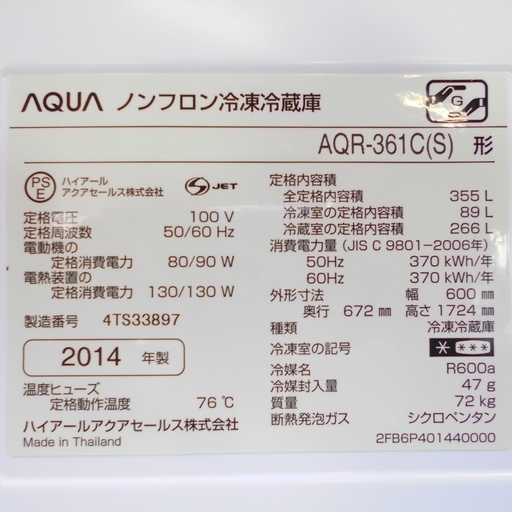 AQUA ノンフロン冷凍冷蔵庫
G
AQR-361C(S) 形
PS
E
ハイアール
アクアセールス株式会社
S JET
定格電圧 100 V
定格周波数 50/60 Hz
電動機の
定格消費電力 80/90 W
電熱装置の
定格消費電力 130/130 W
製造番号 4TS33897
2014 年製
温度ヒューズ
定格動作温度 76 ℃
ハイアールアクアセールス株式会社
Made in Thailand
定格内容積
全定格内容積 355 L
冷凍室の定格内容積 89 L
冷蔵室の定格内容積 266 L
消費電力量 (JIS C 9801-2006年)
50Hz 370 kWh/年
60Hz 370 kWh/年
外形寸法 幅 600 mm
奥行 672 mm 高さ 1724 mm
種類 冷凍冷蔵庫
冷凍室の記号 * ***
冷媒名 R600a
冷媒封入量 47 g
質量 72 kg
断熱発泡ガス シクロペンタン
2FB6P401440000